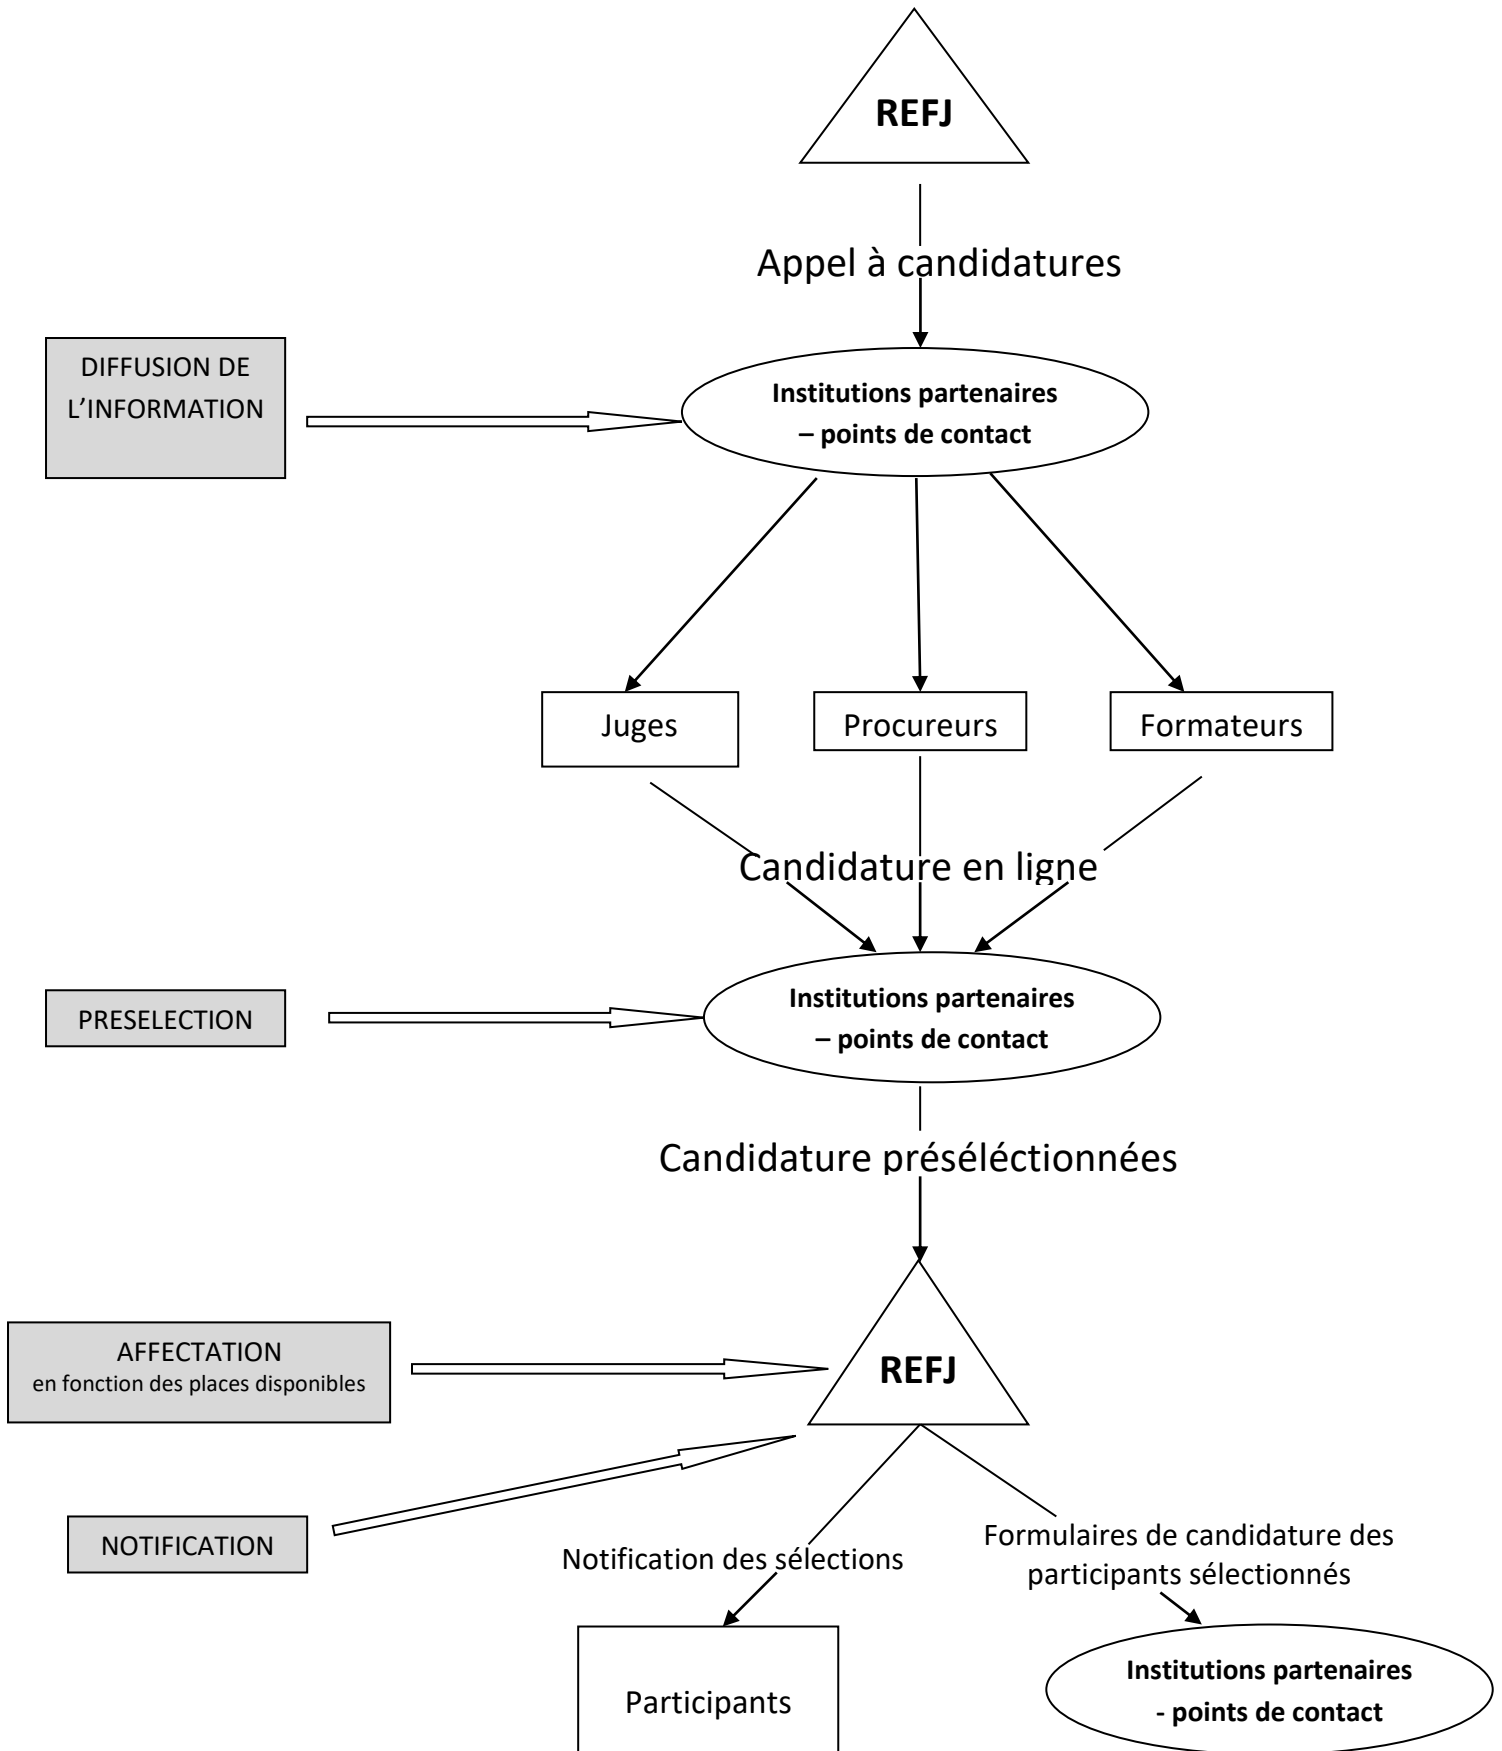 REFJ
Appel à candidatures
DIFFUSION DE
L’INFORMATION
Institutions partenaires
– points de contact
Juges
Procureurs
Formateurs
Candidature en ligne
PRESELECTION
Institutions partenaires
– points de contact
Candidature préséléctionnées
AFFECTATION
en fonction des places disponibles
REFJ
NOTIFICATION
Notification des sélections
Formulaires de candidature des
participants sélectionnés
Participants
Institutions partenaires
- points de contact